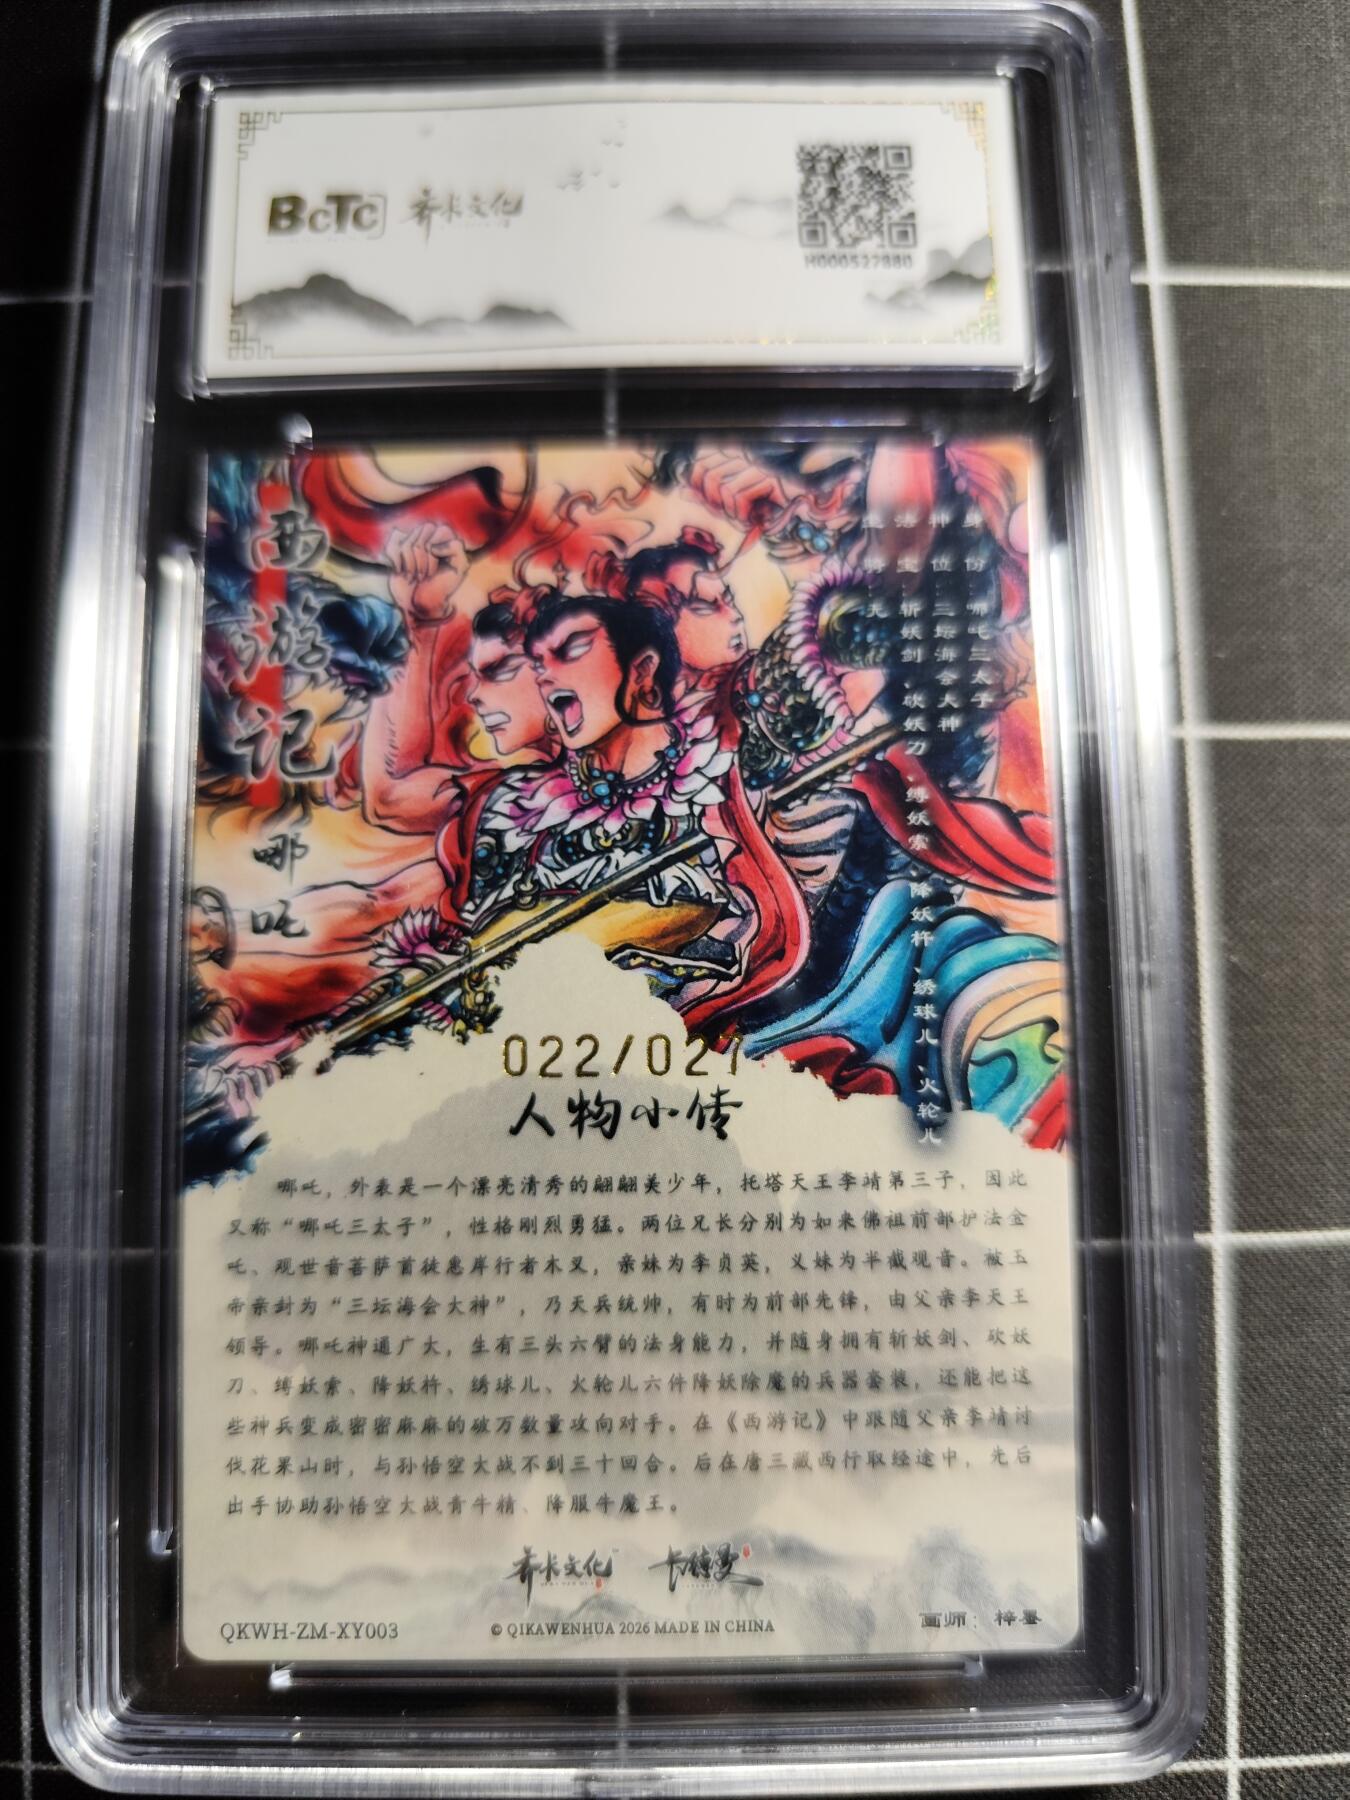 BCTC 齐卡文化
H000527880
西游记
哪吒
身份：哪吒三太子
神位：三坛海会大神
法宝：斩妖剑、砍妖刀、缚妖索、降妖杵、绣球儿、火轮儿
022/027
人物小传
哪吒，外表是一个漂亮清秀的翩翩美少年，托塔天王李靖第三子，因此
又称“哪吒三太子”，性格刚烈勇猛。两位兄长分别为如来佛祖前部护法金
吒、观世音菩萨首徒惠岸行者木叉，亲妹为李贞英，义妹为半截观音。被玉
帝亲封为“三坛海会大神”，乃天兵统帅，有时为前部先锋，由父亲李天王
领导。哪吒神通广大，生有三头六臂的法身能力，并随身拥有斩妖剑、砍妖
刀、缚妖索、降妖杵、绣球儿、火轮儿六件降妖除魔的兵器套装，还能把这
些神兵变成密密麻麻的破万数量攻向对手。在《西游记》中跟随父亲李靖讨
伐花果山时，与孙悟空大战不到三十回合。后在唐三藏西行取经途中，先后
出手协助孙悟空大战青牛精、降服牛魔王。
齐卡文化 卡德曼
QKWH-ZM-XY003 © QIKAWENHUA 2026 MADE IN CHINA 画师：梓墨